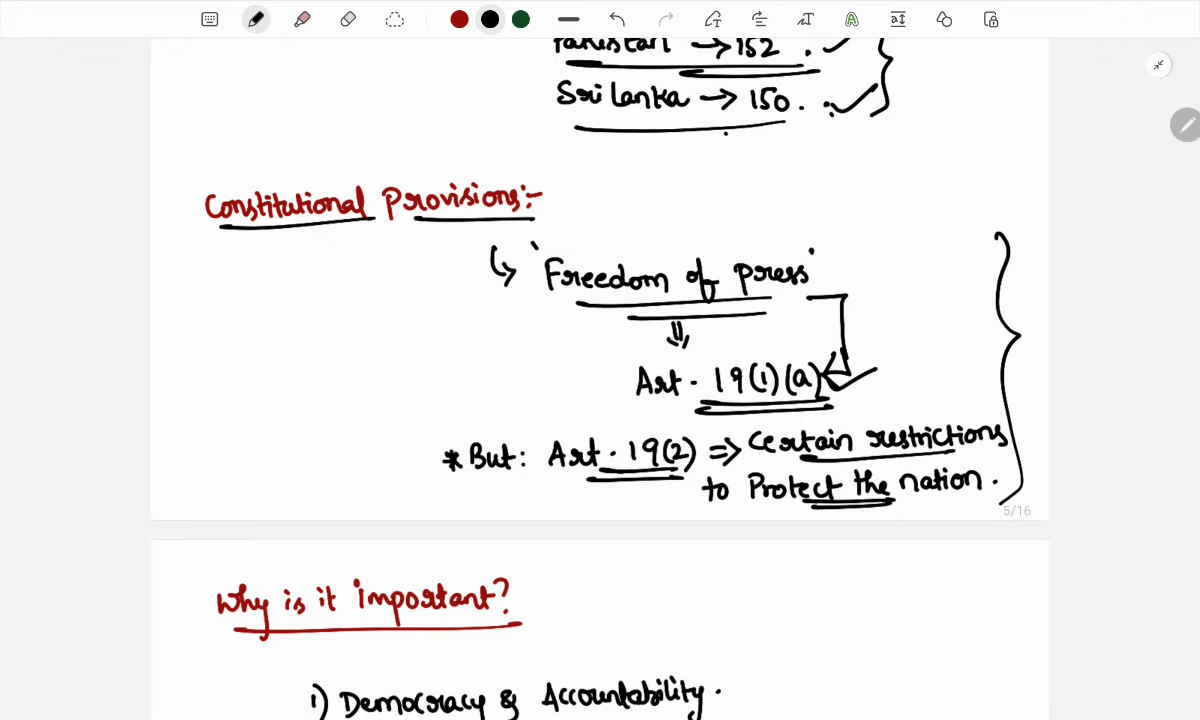 Pakistan → 152 .
Sri Lanka → 150 .
Constitutional Provisions:-
↳ 'Freedom of press'
⇓
Art. 19(1)(a)
*But: Art. 19(2) => Certain restrictions
to Protect the nation.
5/16
Why is it important?
1) Democracy & Accountability.